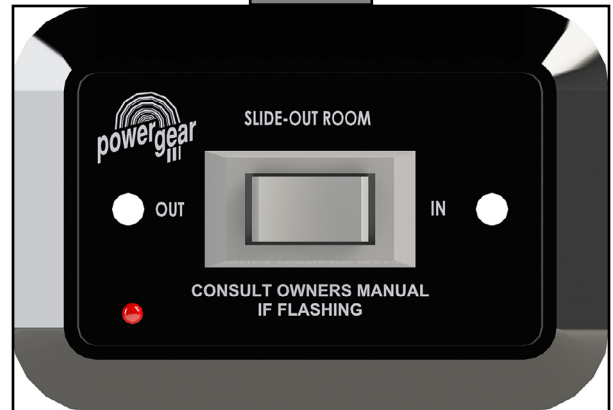 SLIDE-OUT ROOM
powergear
OUT
IN
CONSULT OWNERS MANUAL
IF FLASHING